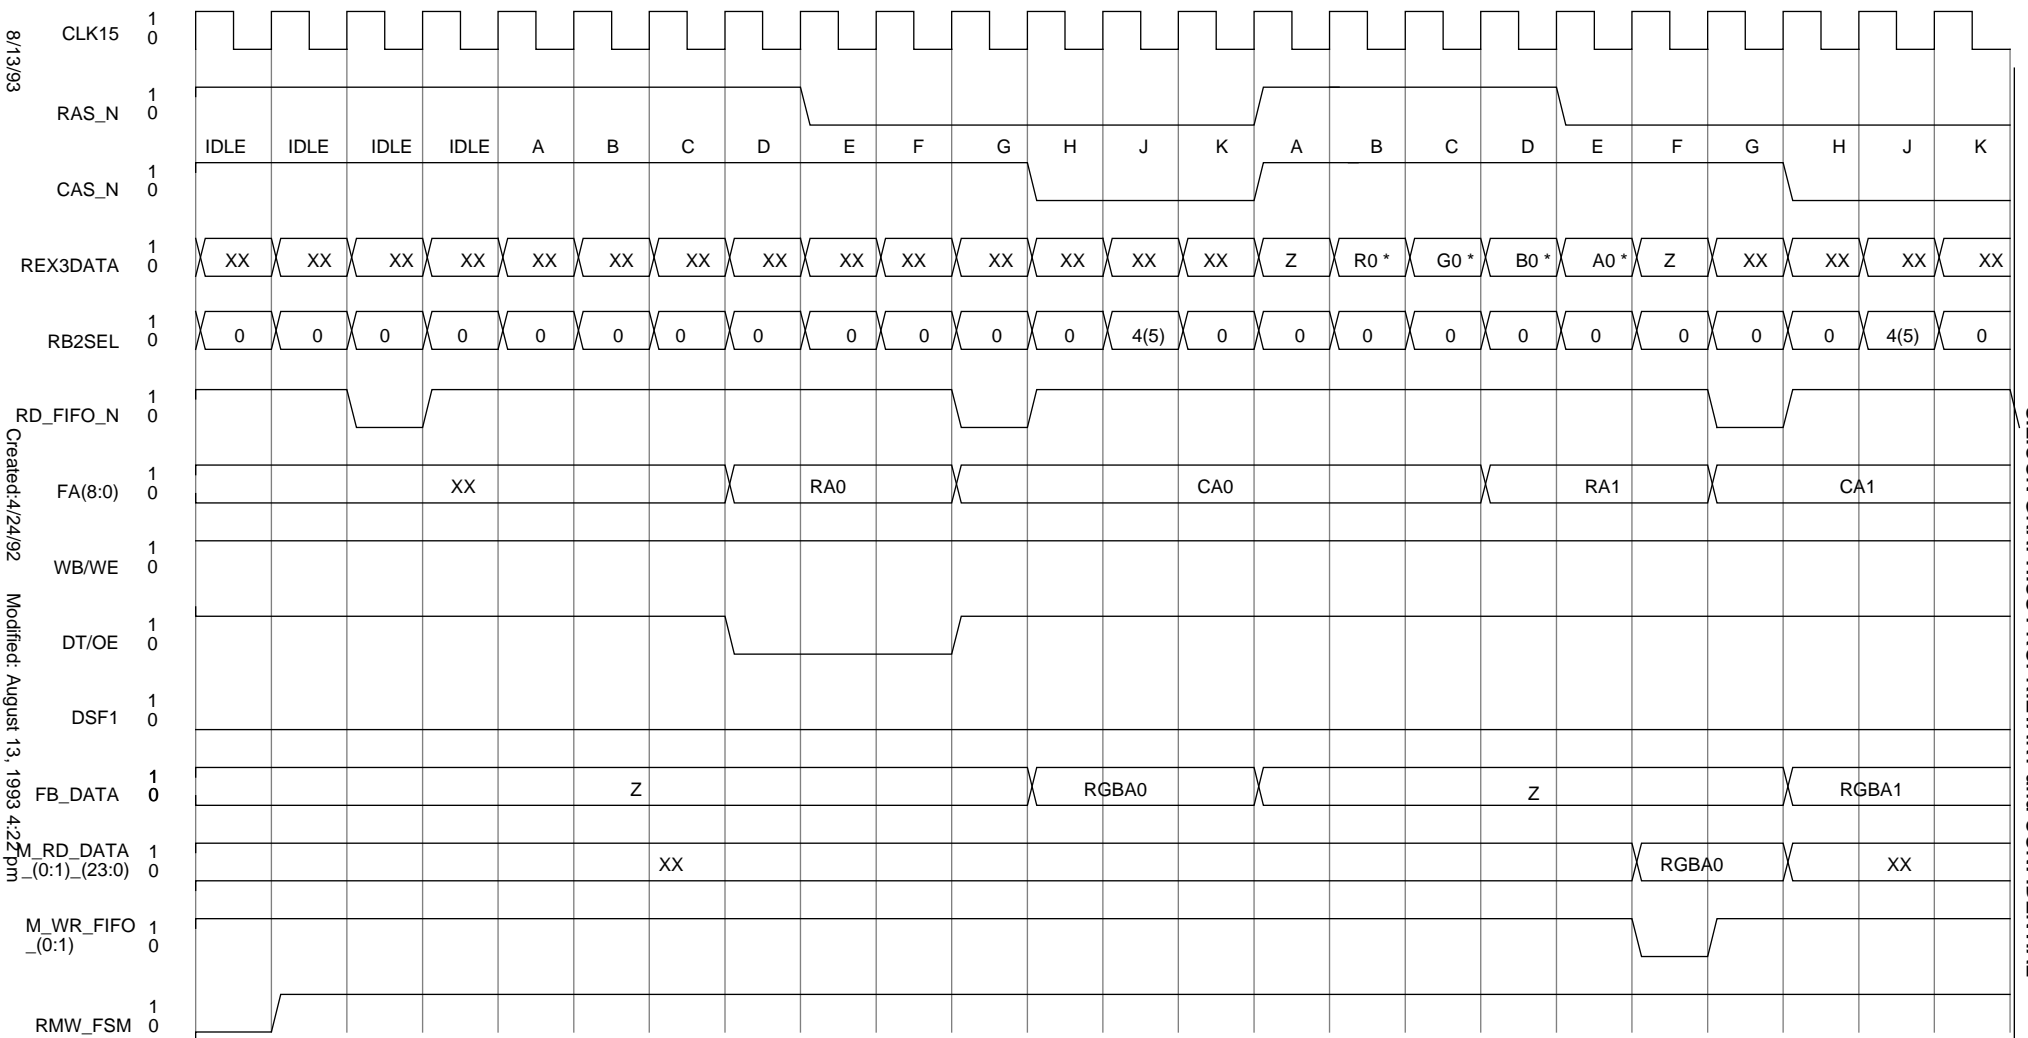 CLK15 1 0
8/13/93
RAS_N 1 0
IDLE IDLE IDLE IDLE A B C D E F G H J K A B C D E F G H J K
CAS_N 1 0
REX3DATA 1 0 XX XX XX XX XX XX XX XX XX XX XX XX XX XX Z R0 * G0 * B0 * A0 * Z XX XX XX XX
RB2SEL 1 0 0 0 0 0 0 0 0 0 0 0 0 0 4(5) 0 0 0 0 0 0 0 0 0 4(5) 0
RD_FIFO_N 1 0
FA(8:0) 1 0 XX RA0 CA0 RA1 CA1
WB/WE 1 0
DT/OE 1 0
DSF1 1 0
Created:4/24/92 Modified: August 13, 1993 4:22 pm
FB_DATA 1 0 Z RGBA0 Z RGBA1
M_RD_DATA 1
_(0:1)_(23:0) 0 XX RGBA0 XX
M_WR_FIFO 1
_(0:1) 0
RMW_FSM 1 0